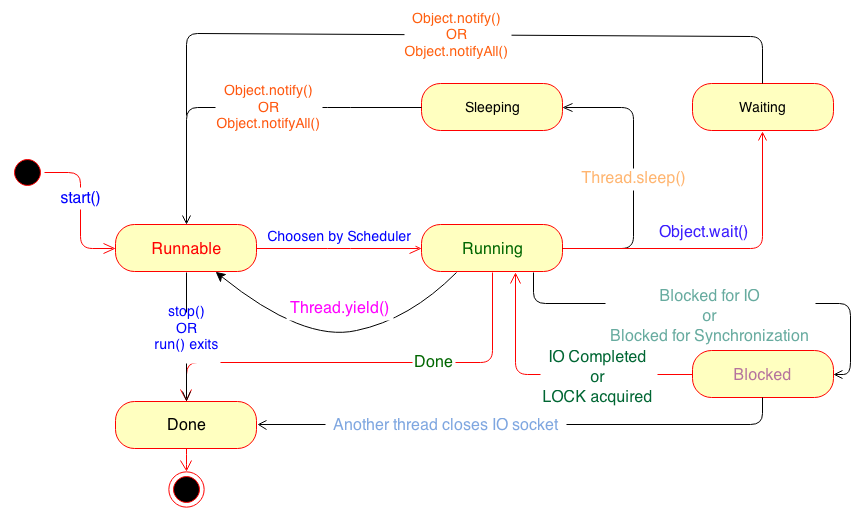 Object.notify()
OR
Object.notifyAll()
Object.notify()
OR
Object.notifyAll()
Sleeping
Waiting
Thread.sleep()
start()
Runnable
Choosen by Scheduler
Running
Object.wait()
stop()
OR
run() exits
Thread.yield()
Blocked for IO
or
Blocked for Synchronization
Done
IO Completed
or
LOCK acquired
Blocked
Done
Another thread closes IO socket